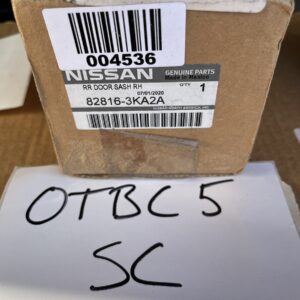 004536
NISSAN GENUINE PARTS
Made in Mexico
RR DOOR SASH RH QTY 1
07/01/2020
82816-3KA2A
OTBC5
SC